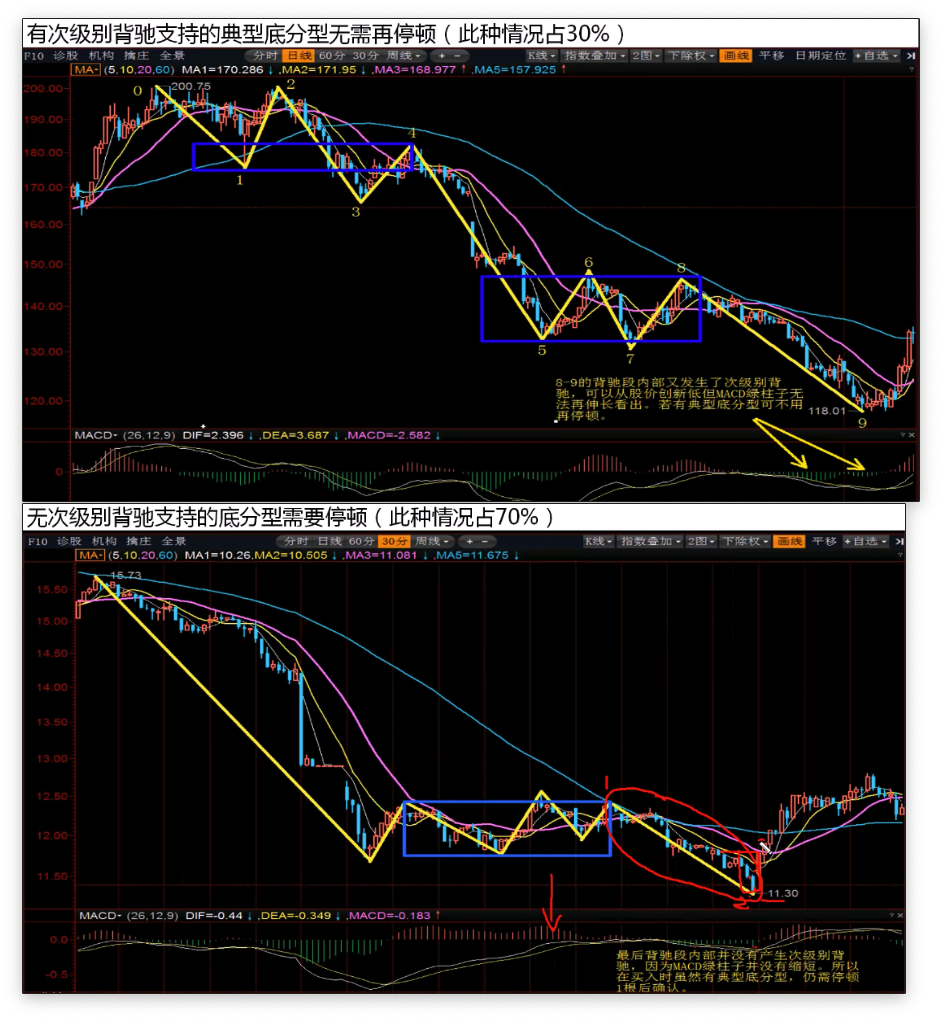 有次级别背驰支持的典型底分型无需再停顿（此种情况占30%）
F10 诊股 机构 擒庄 全景 分时 日线 60分 30分 周线 + - K线 指数叠加 2图 下除权 画线 平移 日期定位 +自选
MA (5,10,20,60) MA1=170.286 ↓ ,MA2=171.95 ↓ ,MA3=168.977 ↑ ,MA5=157.925 ↑
200.00
190.00
180.00
170.00
160.00
150.00
140.00
130.00
120.00
0
200.75
2
1
4
3
6
8
5
7
8-9的背驰段内部又发生了次级别背
驰，可以从股价创新低但MACD绿柱子无
法再伸长看出。若有典型底分型可不用
再停顿。
118.01
9
MACD (26,12,9) DIF=2.396 ↓ ,DEA=3.687 ↓ ,MACD=-2.582 ↓
0
无次级别背驰支持的底分型需要停顿（此种情况占70%）
F10 诊股 机构 擒庄 全景 分时 日线 60分 30分 周线 + - K线 指数叠加 2图 下除权 画线 平移 +自选
MA (5,10,20,60) MA1=10.26,MA2=10.505 ↓ ,MA3=11.081 ↓ ,MA5=11.675 ↓
15.73
15.50
15.00
14.50
14.00
13.50
13.00
12.50
12.00
11.50
11.30
MACD (26,12,9) DIF=-0.44 ↓ ,DEA=-0.349 ↓ ,MACD=-0.183 ↑
0.0
-0.5
最后背驰段内部并没有产生次级别背
驰，因为MACD绿柱子并没有缩短。所以
在买入时虽然有典型底分型，仍需停顿
1根后确认。